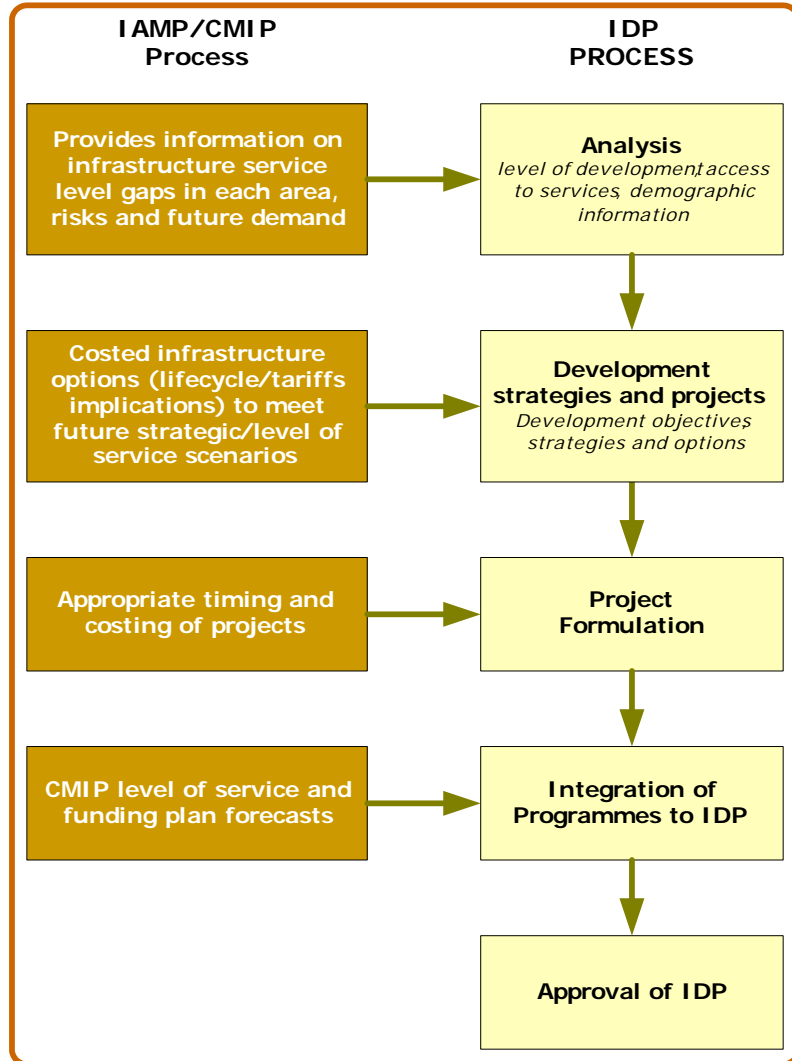 IAMP/CMIP
Process
IDP
PROCESS
Provides information on
infrastructure service
level gaps in each area,
risks and future demand
Analysis
level of development, access
to services, demographic
information
Costed infrastructure
options (lifecycle/tariffs
implications) to meet
future strategic/level of
service scenarios
Development
strategies and projects
Development objectives,
strategies and options
Appropriate timing and
costing of projects
Project
Formulation
CMIP level of service and
funding plan forecasts
Integration of
Programmes to IDP
Approval of IDP